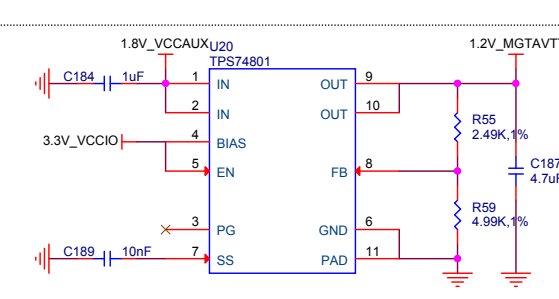 1.8V_VCCAUX U20 1.2V_MGTAVT
TPS74801
C184 1uF 1 IN OUT 9
2 IN OUT 10
R55
2.49K,1%
3.3V_VCCIO 4 BIAS
5 EN FB 8
C187
4.7uF
R59
4.99K,1%
3 PG GND 6
C189 10nF 7 SS PAD 11